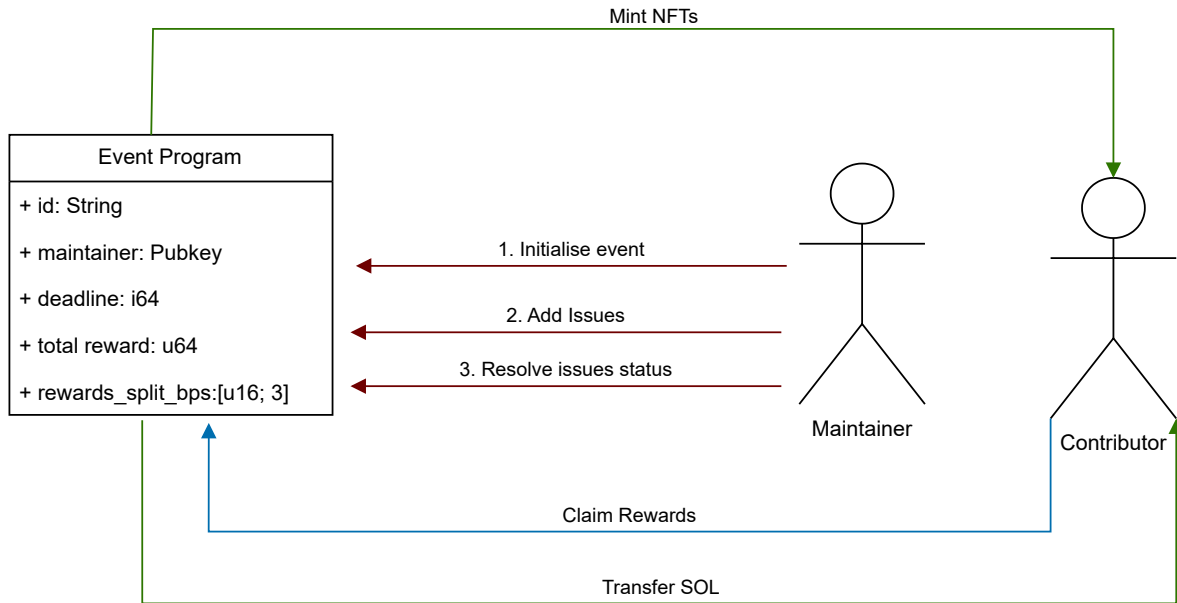 Mint NFTs
Event Program
+ id: String
+ maintainer: Pubkey
+ deadline: i64
+ total reward: u64
+ rewards_split_bps:[u16; 3]
1. Initialise event
2. Add Issues
3. Resolve issues status
Maintainer
Contributor
Claim Rewards
Transfer SOL